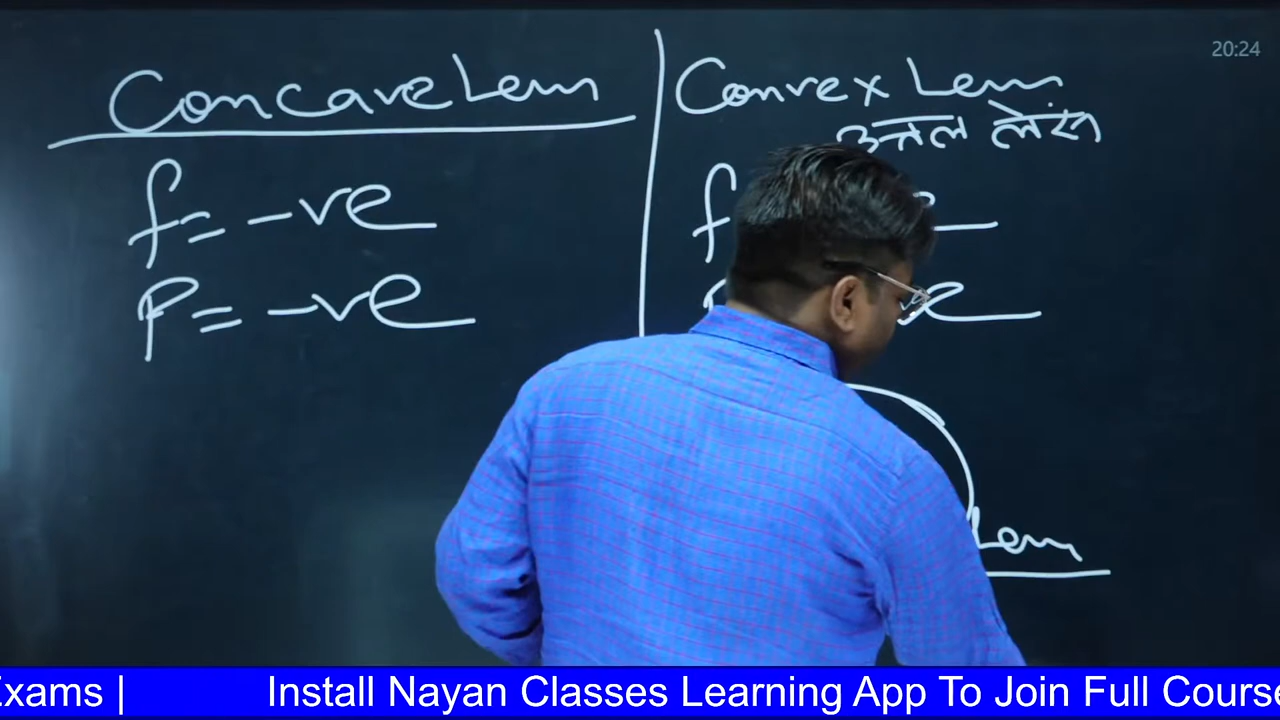 20:24
Concave Lens
f = -ve
P = -ve
Convex Lens
उत्तल लेंस
f
Lens
Exams | Install Nayan Classes Learning App To Join Full Course